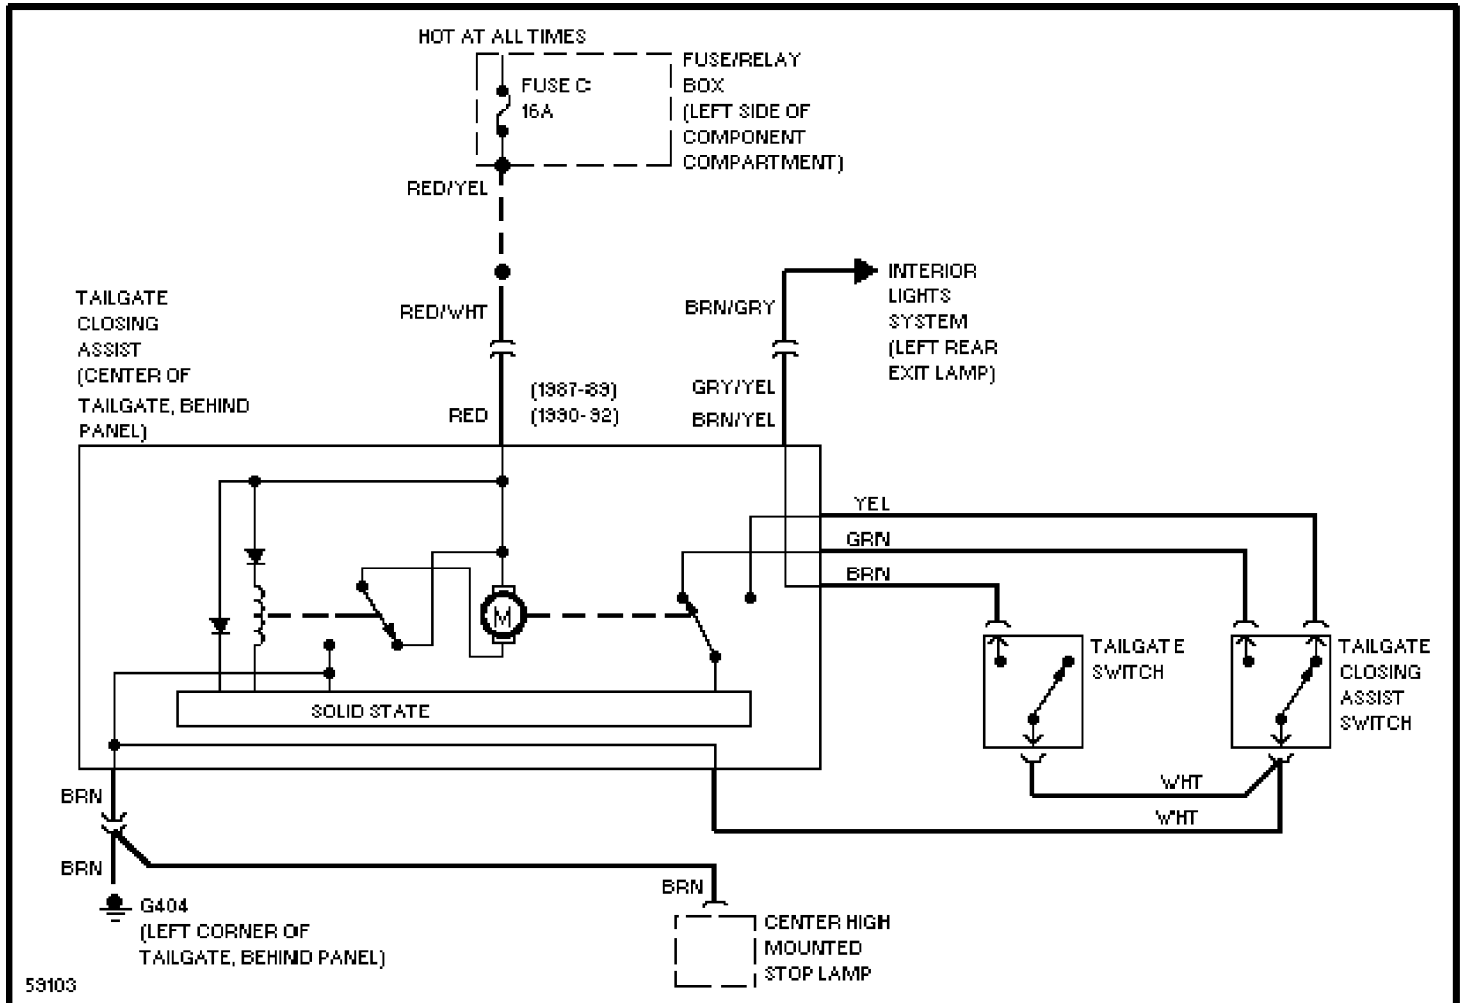 HOT AT ALL TIMES
FUSE C
16A
FUSE/RELAY
BOX
(LEFT SIDE OF
COMPONENT
COMPARTMENT)
RED/YEL
RED/WHT
BRN/GRY
INTERIOR
LIGHTS
SYSTEM
(LEFT REAR
EXIT LAMP)
TAILGATE
CLOSING
ASSIST
(CENTER OF
TAILGATE, BEHIND
PANEL)
RED
(1987-89)
(1990-92)
GRY/YEL
BRN/YEL
YEL
GRN
BRN
M
SOLID STATE
TAILGATE
SWITCH
TAILGATE
CLOSING
ASSIST
SWITCH
WHT
WHT
BRN
BRN
BRN
G404
(LEFT CORNER OF
TAILGATE, BEHIND PANEL)
CENTER HIGH
MOUNTED
STOP LAMP
59103